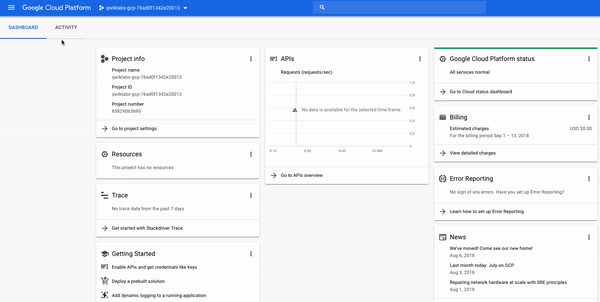 Google Cloud Platform
qwiklabs-gcp-76ad0f1342e20013
DASHBOARD
ACTIVITY
Project info
Project name
qwiklabs-gcp-76ad0f1342e20013
Project ID
qwiklabs-gcp-76ad0f1342e20013
Project number
85829063690
Go to project settings
Resources
This project has no resources
Trace
No trace data from the past 7 days
Get started with Stackdriver Trace
Getting Started
API Enable APIs and get credentials like keys
Deploy a prebuilt solution
Add dynamic logging to a running application
API APIs
Requests (requests/sec)
1.0
0.8
No data is available for the selected time frame.
0.6
0.4
0.2
0
9:30
10 AM
Go to APIs overview
Google Cloud Platform status
All services normal
Go to Cloud status dashboard
Billing
Estimated charges
USD $0.00
For the billing period Sep 1 – 13, 2018
View detailed charges
Error Reporting
No sign of any errors. Have you set up Error Reporting?
Learn how to set up Error Reporting
News
We've moved! Come see our new home!
Aug 6, 2018
Last month today: July on GCP
Aug 3, 2018
Repairing network hardware at scale with SRE principles
Aug 1, 2018